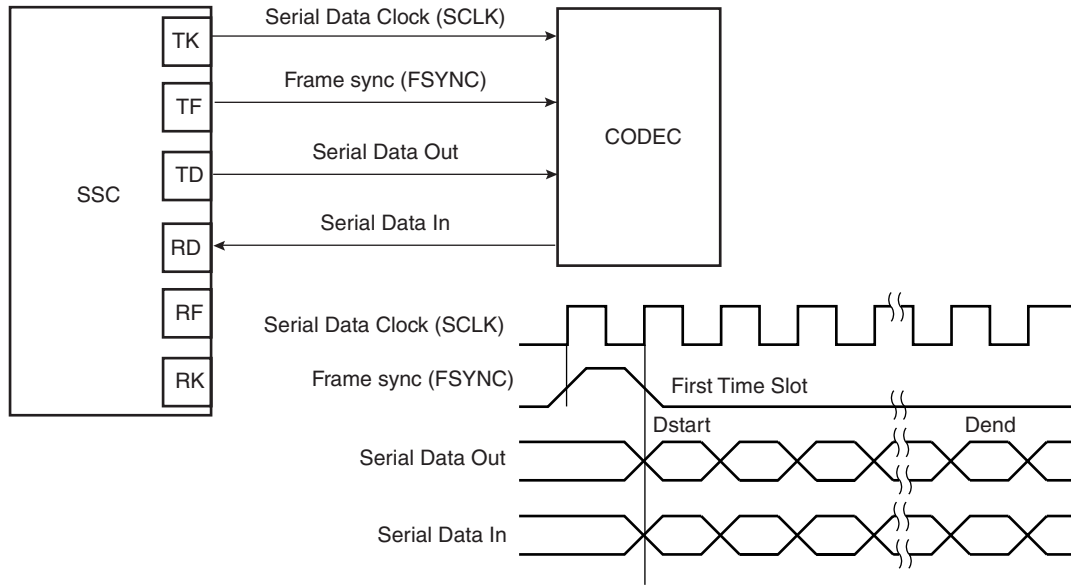 Serial Data Clock (SCLK)
TK
Frame sync (FSYNC)
TF
CODEC
Serial Data Out
TD
SSC
Serial Data In
RD
RF
Serial Data Clock (SCLK)
RK
Frame sync (FSYNC)
First Time Slot
Dstart
Dend
Serial Data Out
Serial Data In